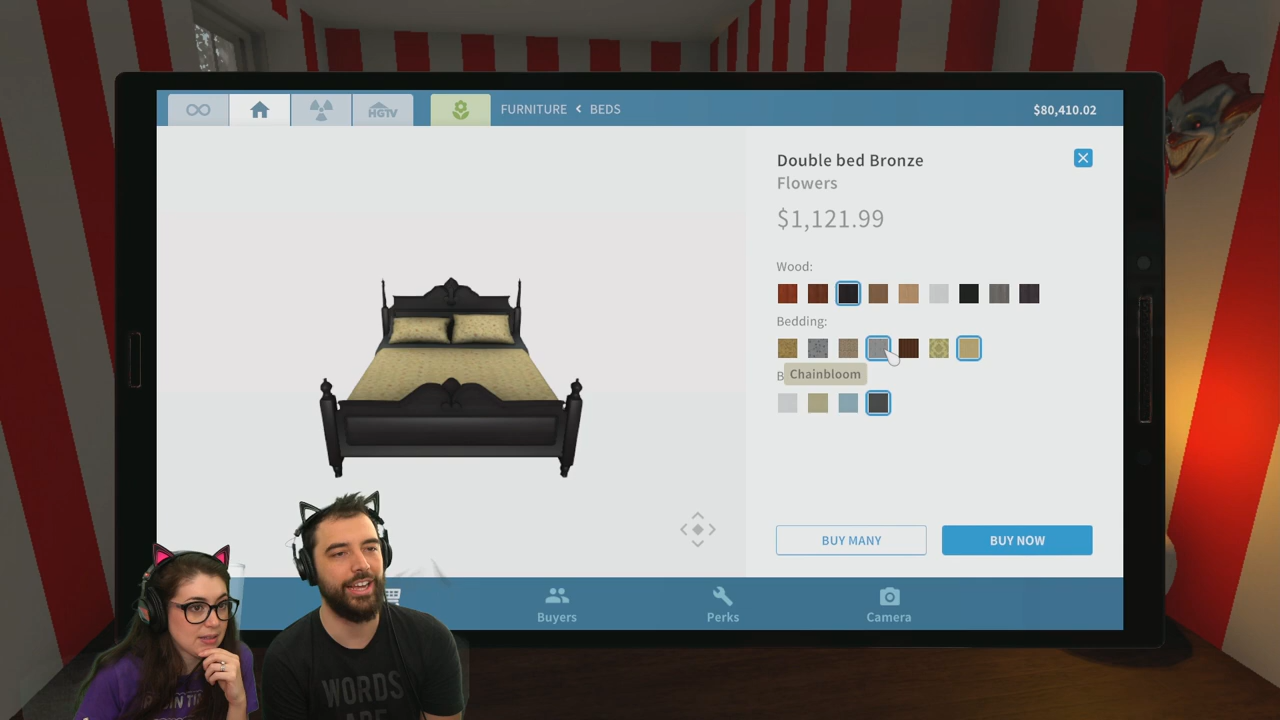 HGTV
FURNITURE < BEDS
$80,410.02
Double bed Bronze
Flowers
$1,121.99
Wood:
Bedding:
Chainbloom
B
BUY MANY
BUY NOW
Buyers
Perks
Camera
WORDS
ARE